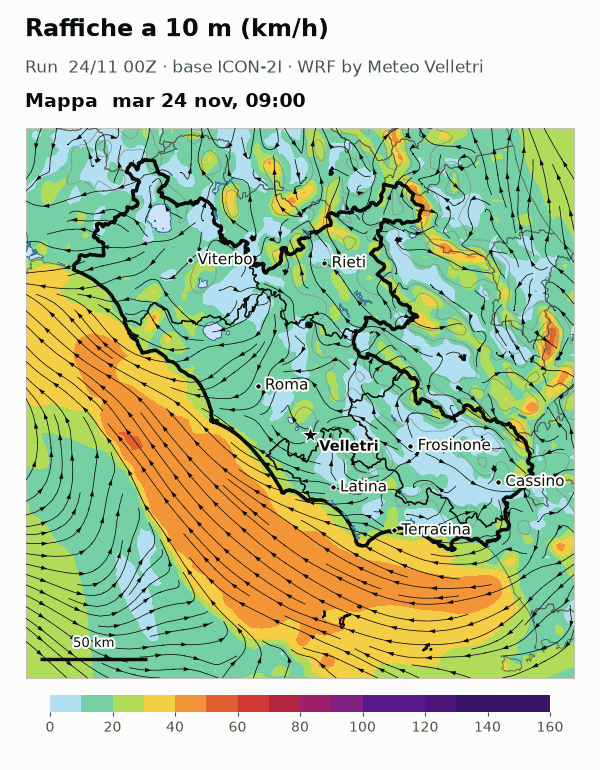 Raffiche a 10 m (km/h)
Run  24/11 00Z · base ICON-2I · WRF by Meteo Velletri
Mappa  mar 24 nov, 09:00
Viterbo
Rieti
Roma
Velletri
Frosinone
Latina
Cassino
Terracina
50 km
0 20 40 60 80 100 120 140 160